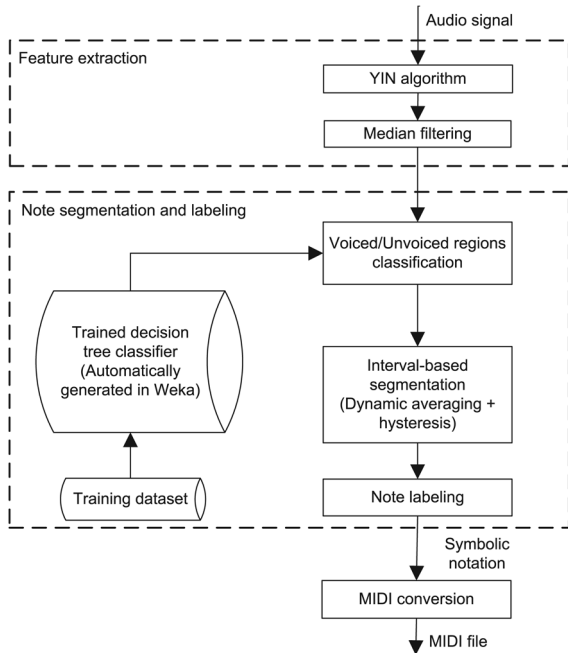 Audio signal
Feature extraction
YIN algorithm
Median filtering
Note segmentation and labeling
Voiced/Unvoiced regions
classification
Trained decision
tree classifier
(Automatically
generated in Weka)
Interval-based
segmentation
(Dynamic averaging +
hysteresis)
Training dataset
Note labeling
Symbolic
notation
MIDI conversion
MIDI file